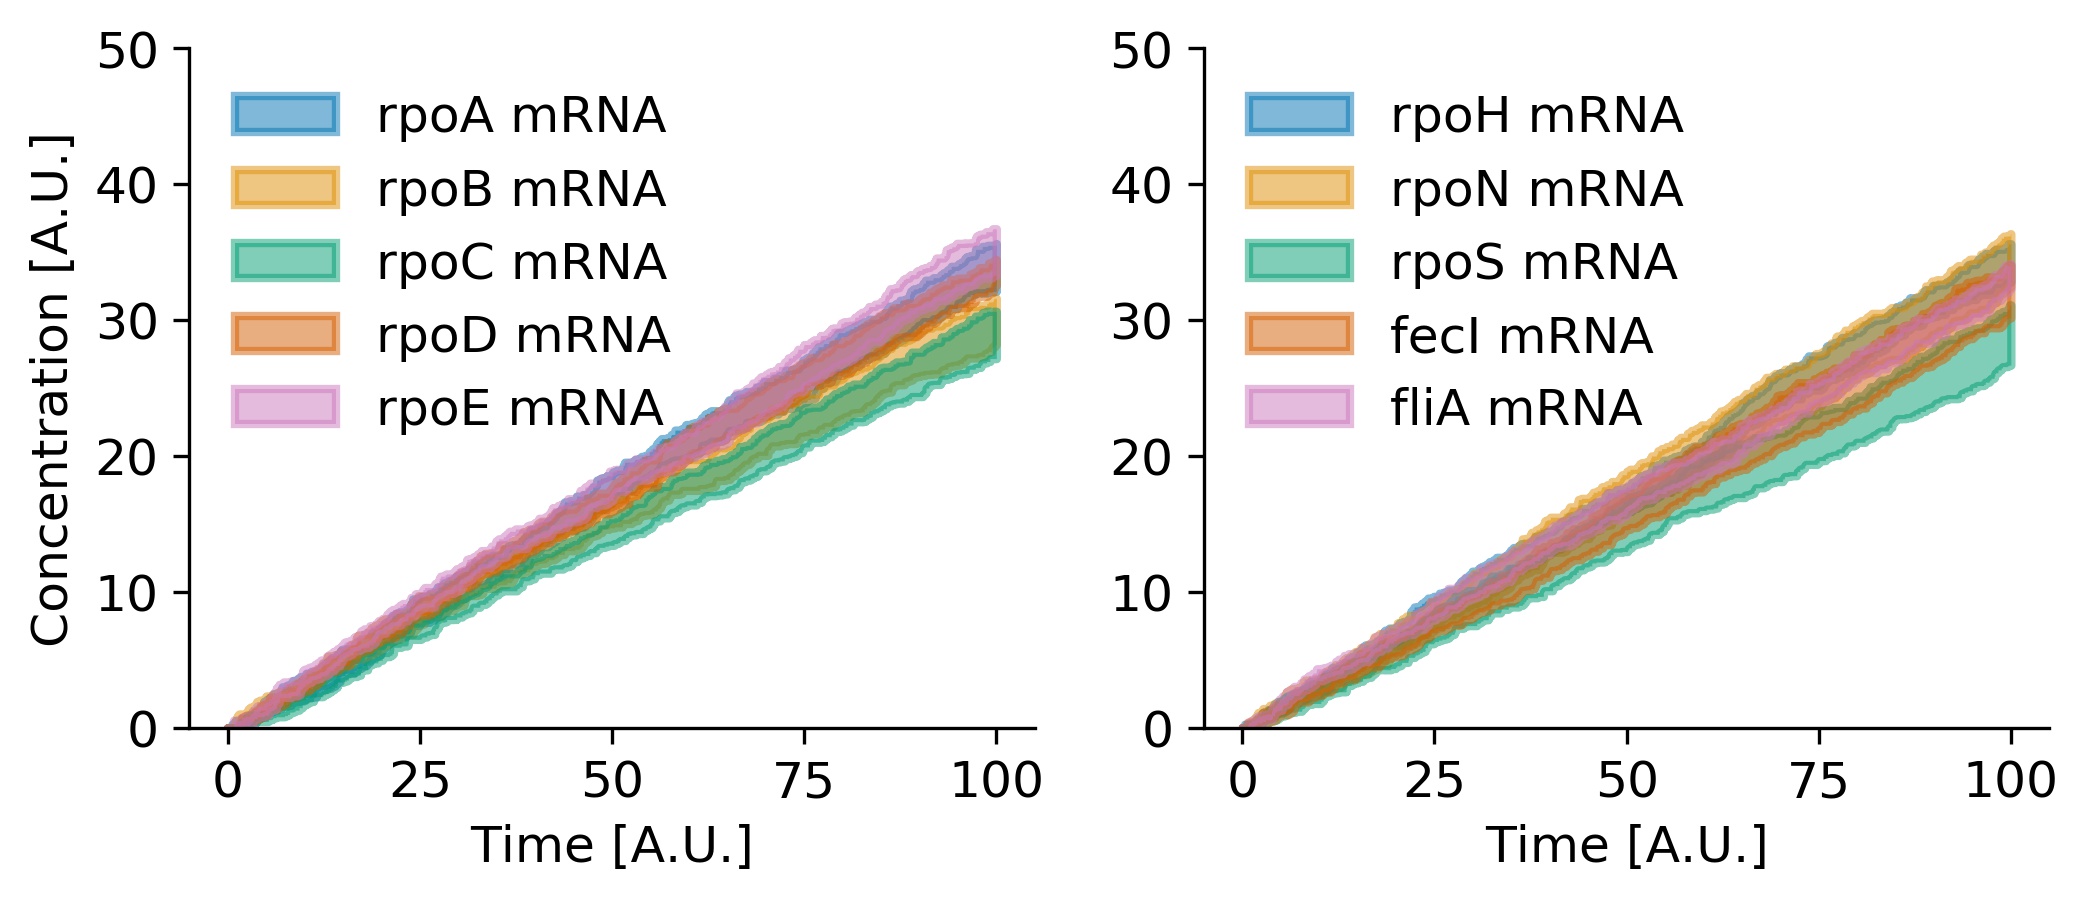 Concentration [A.U.]
50
40
30
20
10
0
rpoA mRNA
rpoB mRNA
rpoC mRNA
rpoD mRNA
rpoE mRNA
0 25 50 75 100
Time [A.U.]
50
40
30
20
10
0
rpoH mRNA
rpoN mRNA
rpoS mRNA
fecI mRNA
fliA mRNA
0 25 50 75 100
Time [A.U.]